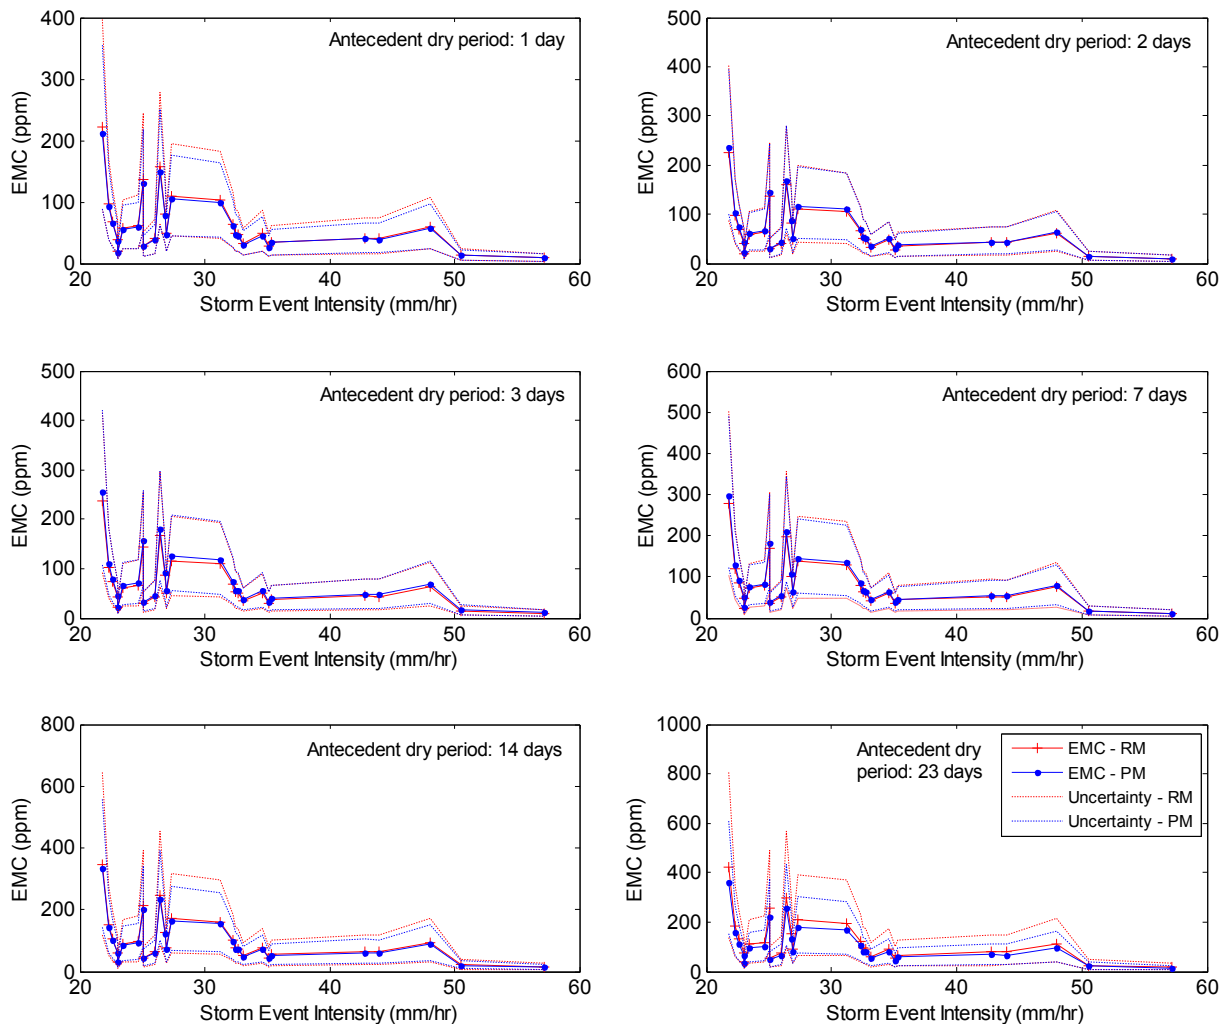 400
300
200
100
0
EMC (ppm)
Antecedent dry period: 1 day
20
30
40
50
60
Storm Event Intensity (mm/hr)
500
400
300
200
100
0
EMC (ppm)
Antecedent dry period: 2 days
20
30
40
50
60
Storm Event Intensity (mm/hr)
500
400
300
200
100
0
EMC (ppm)
Antecedent dry period: 3 days
20
30
40
50
60
Storm Event Intensity (mm/hr)
600
500
400
300
200
100
0
EMC (ppm)
Antecedent dry period: 7 days
20
30
40
50
60
Storm Event Intensity (mm/hr)
800
600
400
200
0
EMC (ppm)
Antecedent dry period: 14 days
20
30
40
50
60
Storm Event Intensity (mm/hr)
1000
800
600
400
200
0
EMC (ppm)
Antecedent dry
period: 23 days
EMC - RM
EMC - PM
Uncertainty - RM
Uncertainty - PM
20
30
40
50
60
Storm Event Intensity (mm/hr)